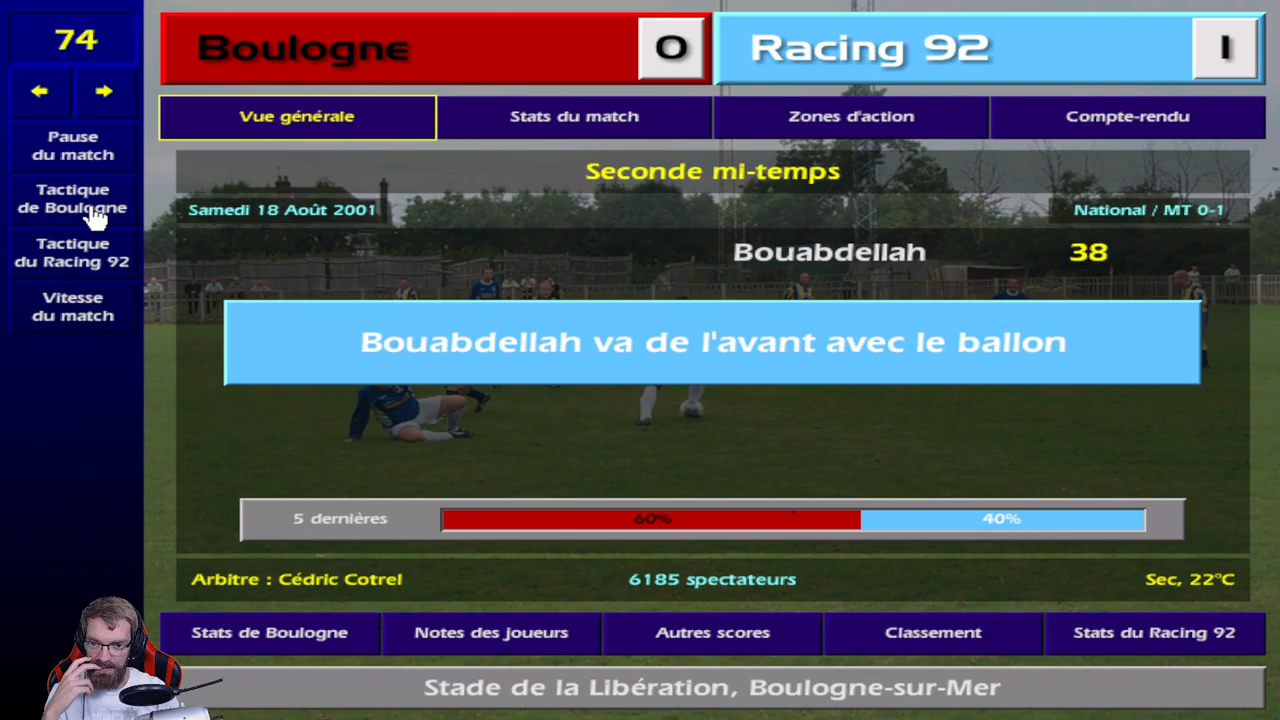 74
Boulogne 0 Racing 92 1
Vue générale Stats du match Zones d'action Compte-rendu
Pause
du match
Tactique
de Boulogne
Tactique
du Racing 92
Vitesse
du match
Seconde mi-temps
Samedi 18 Août 2001 National / MT 0-1
Bouabdellah 38
Bouabdellah va de l'avant avec le ballon
5 dernières 60% 40%
Arbitre : Cédric Cotrel 6185 spectateurs Sec, 22°C
Stats de Boulogne Notes des joueurs Autres scores Classement Stats du Racing 92
Stade de la Libération, Boulogne-sur-Mer